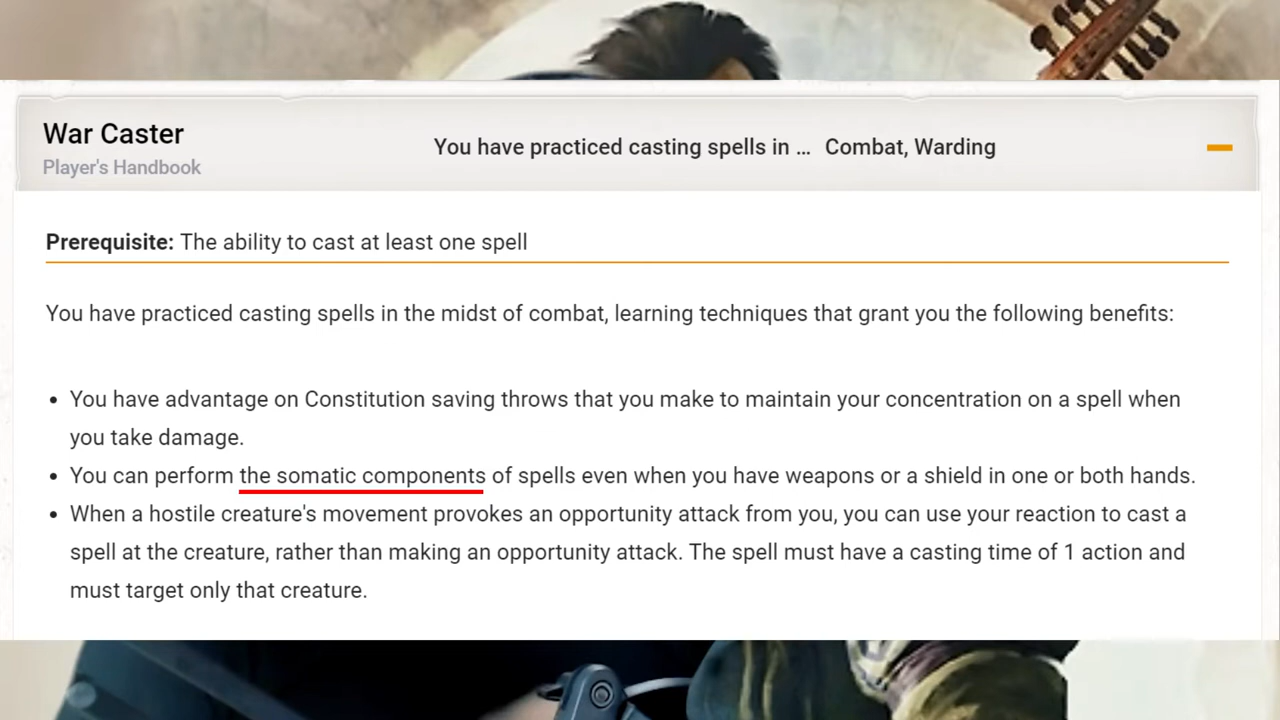 War Caster
Player's Handbook
You have practiced casting spells in ... Combat, Warding
Prerequisite: The ability to cast at least one spell
You have practiced casting spells in the midst of combat, learning techniques that grant you the following benefits:
• You have advantage on Constitution saving throws that you make to maintain your concentration on a spell when
you take damage.
• You can perform the somatic components of spells even when you have weapons or a shield in one or both hands.
• When a hostile creature's movement provokes an opportunity attack from you, you can use your reaction to cast a
spell at the creature, rather than making an opportunity attack. The spell must have a casting time of 1 action and
must target only that creature.